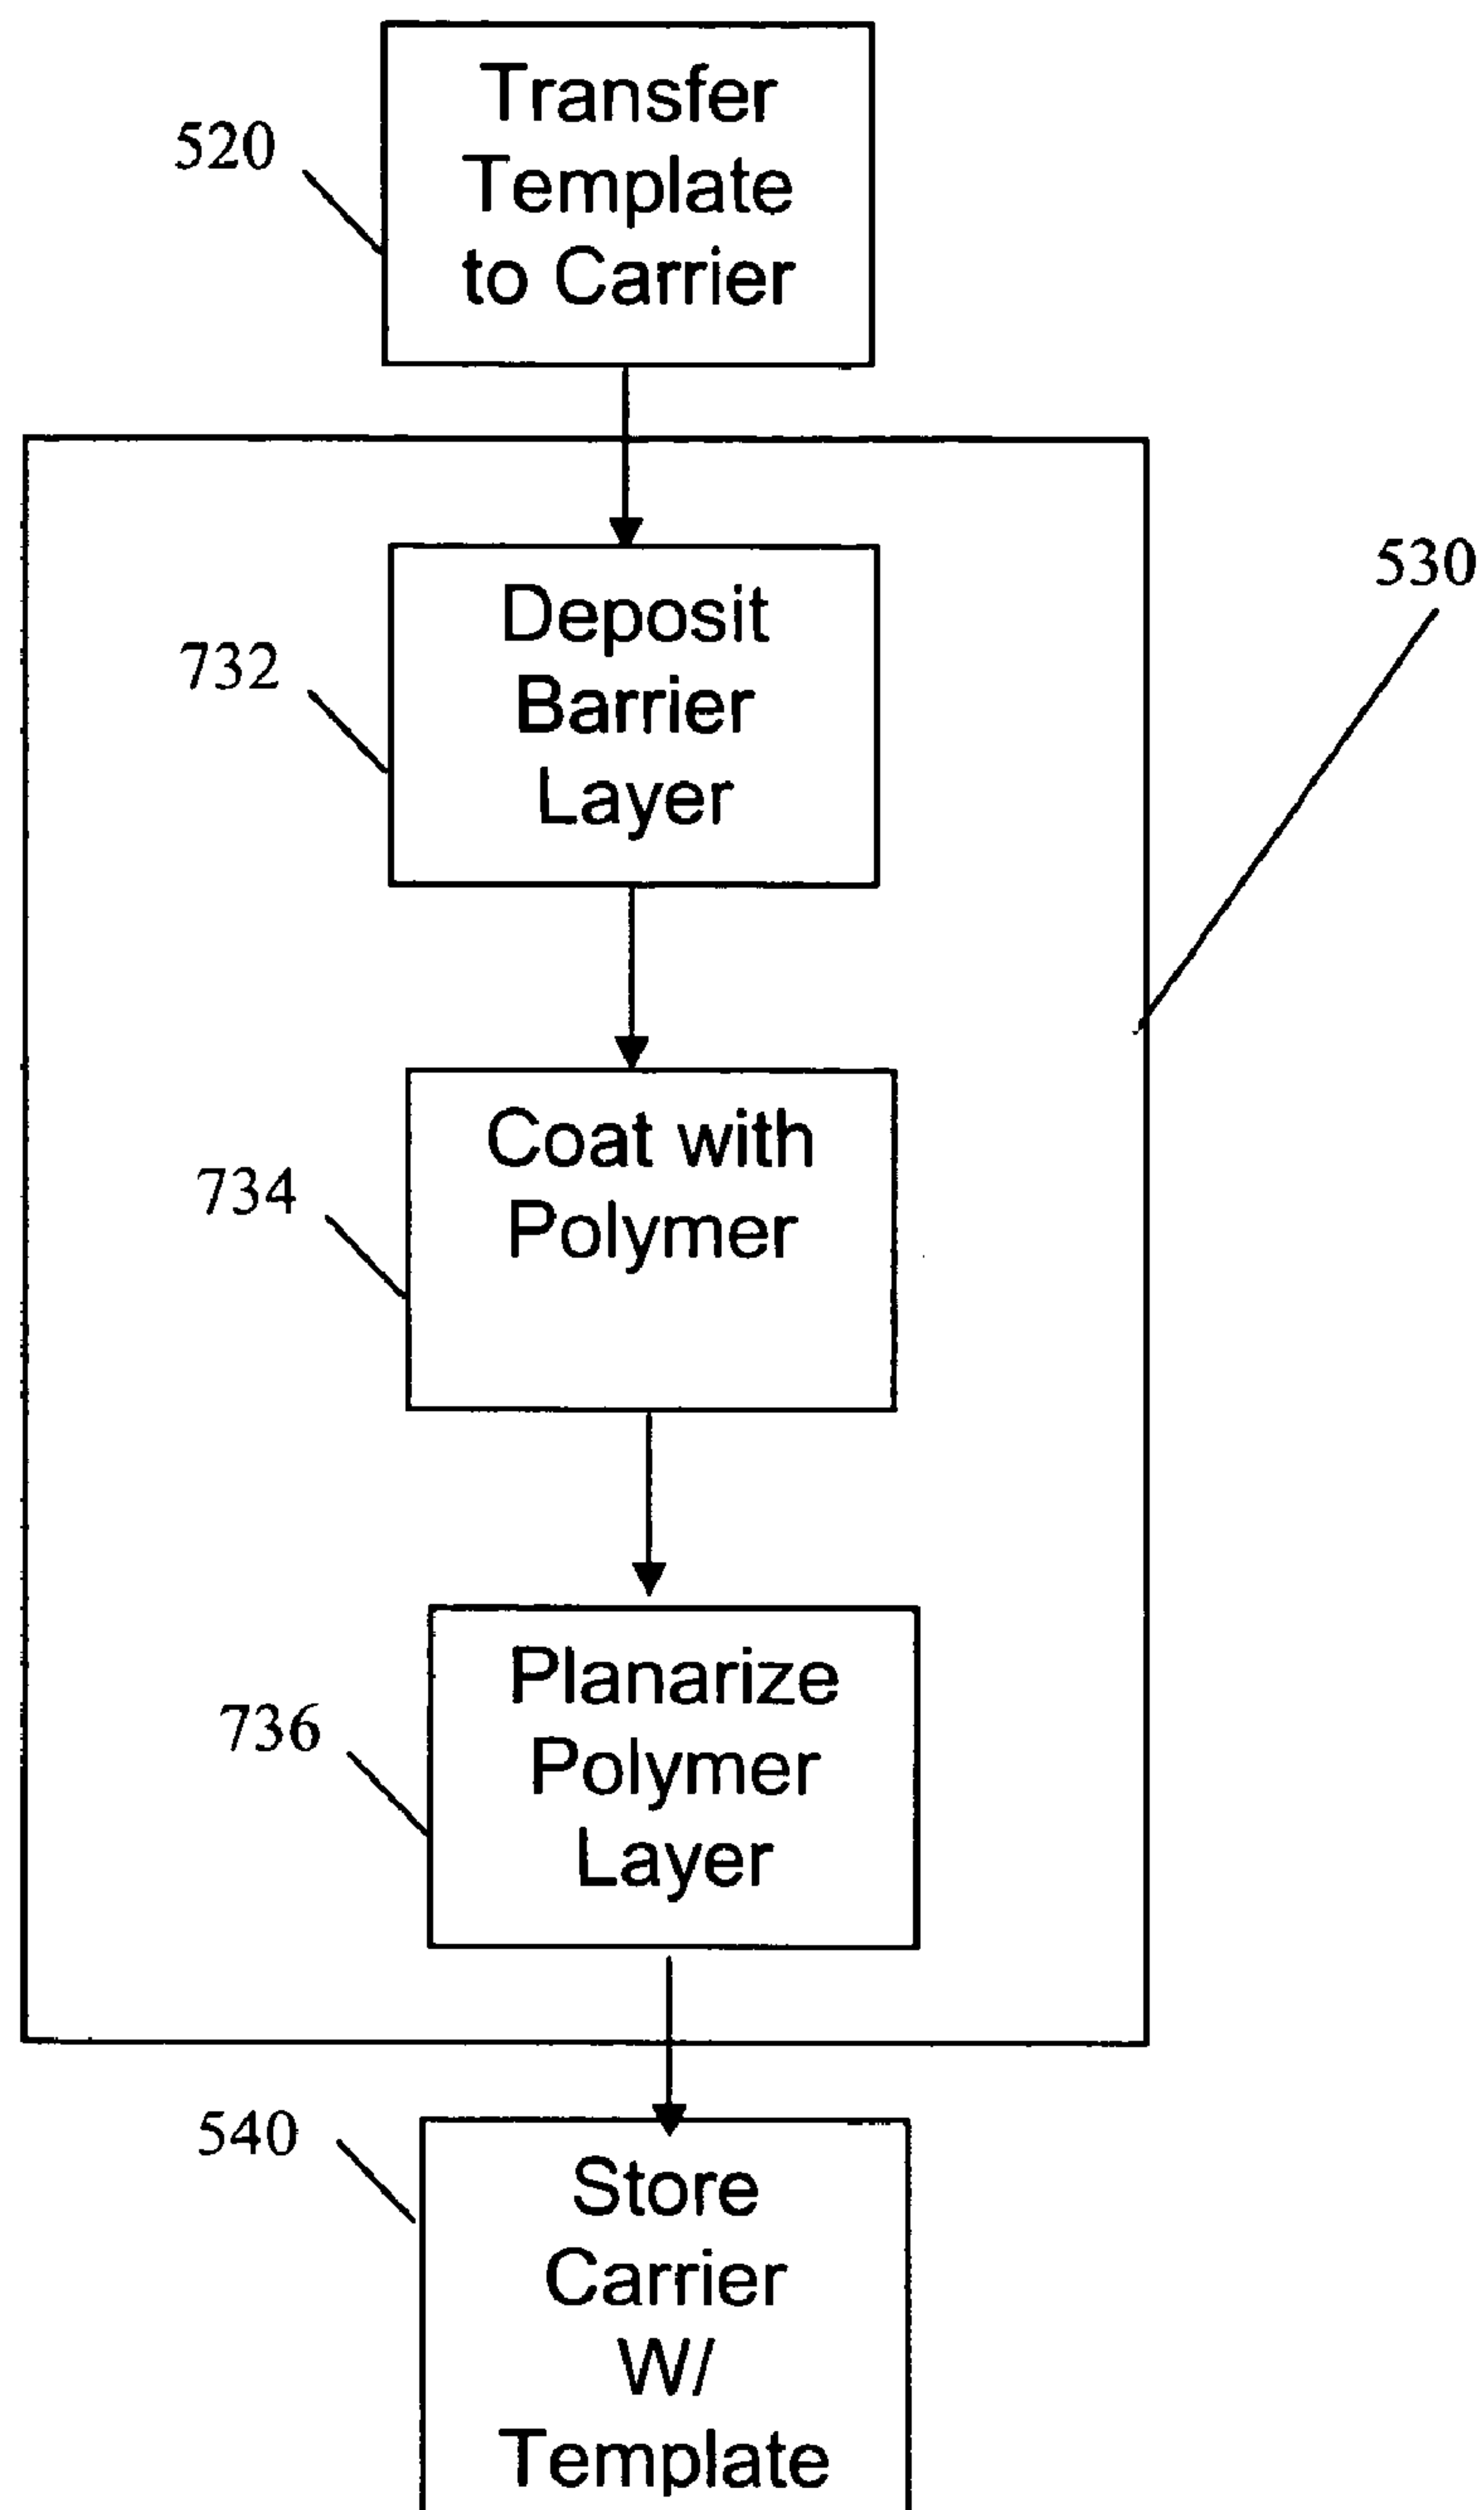 520
Transfer
Template
to Carrier
530
732
Deposit
Barrier
Layer
734
Coat with
Polymer
736
Planarize
Polymer
Layer
540
Store
Carrier
W/
Template